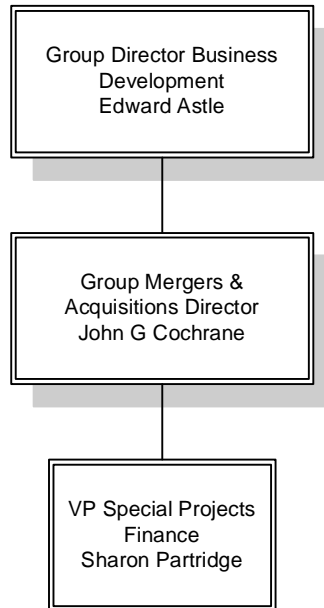 Group Director Business
Development
Edward Astle
Group Mergers &
Acquisitions Director
John G Cochrane
VP Special Projects
Finance
Sharon Partridge